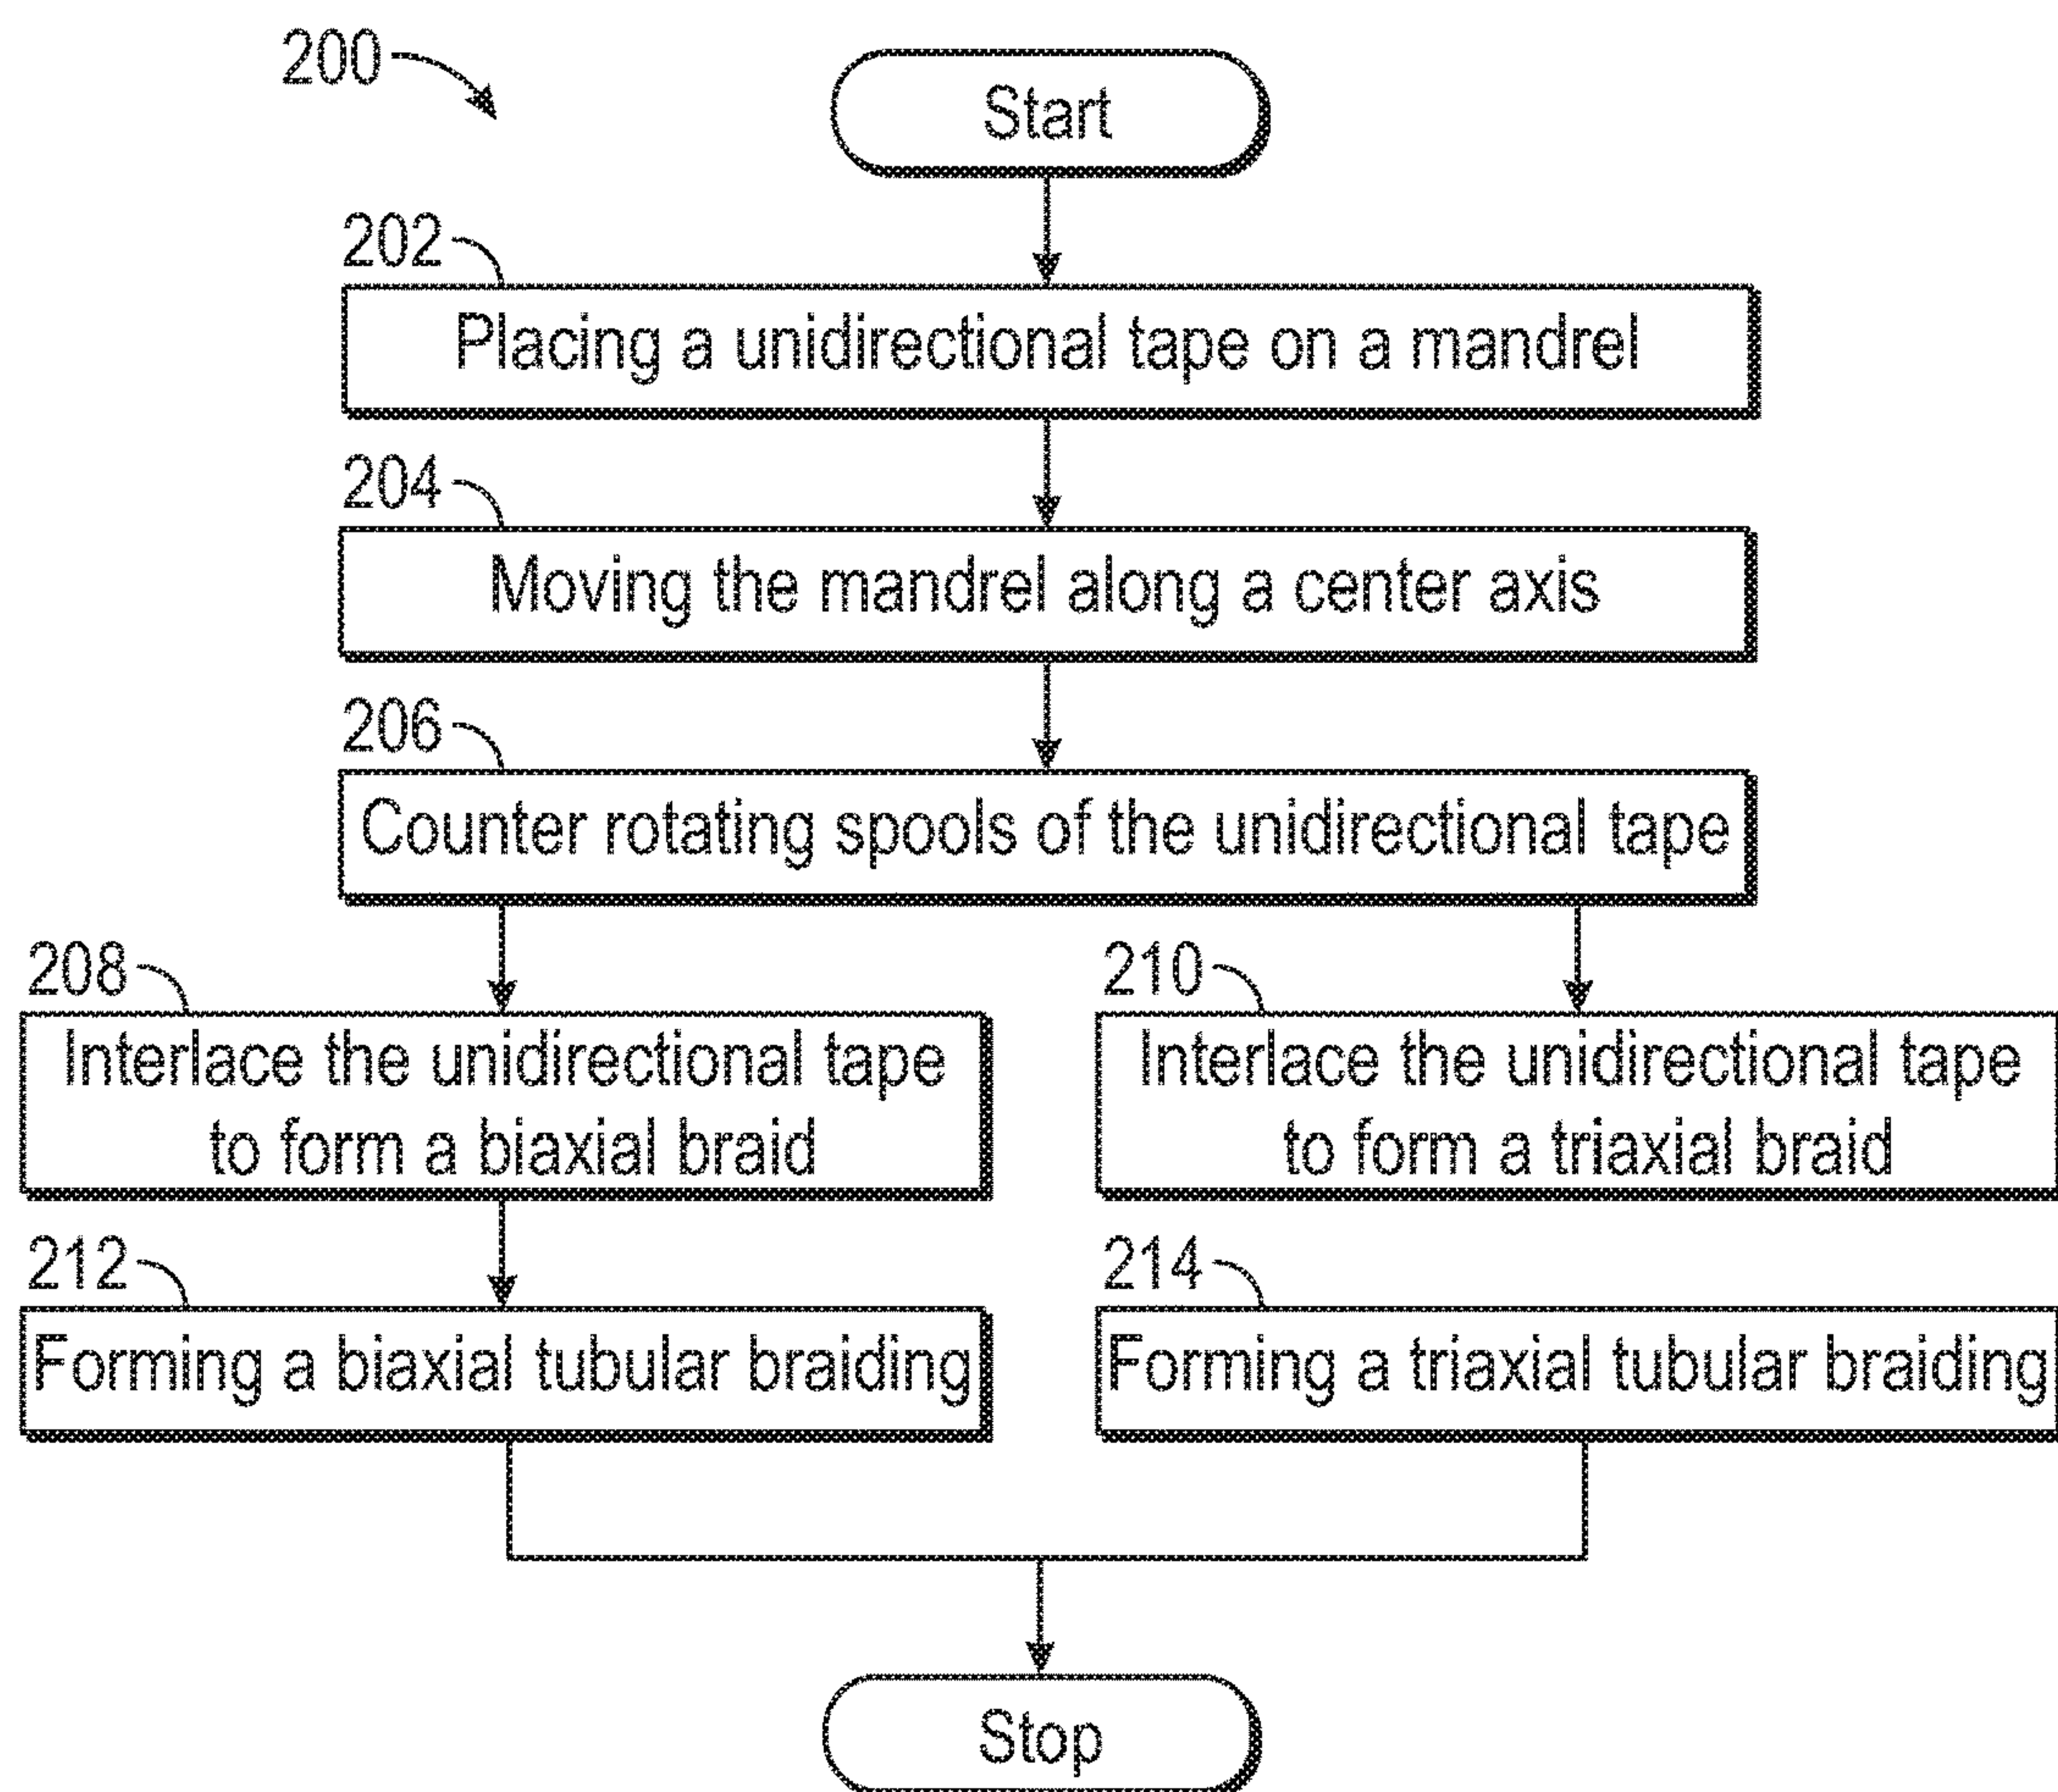 200
Start
202
Placing a unidirectional tape on a mandrel
204
Moving the mandrel along a center axis
206
Counter rotating spools of the unidirectional tape
208
Interlace the unidirectional tape
to form a biaxial braid
210
Interlace the unidirectional tape
to form a triaxial braid
212
Forming a biaxial tubular braiding
214
Forming a triaxial tubular braiding
Stop